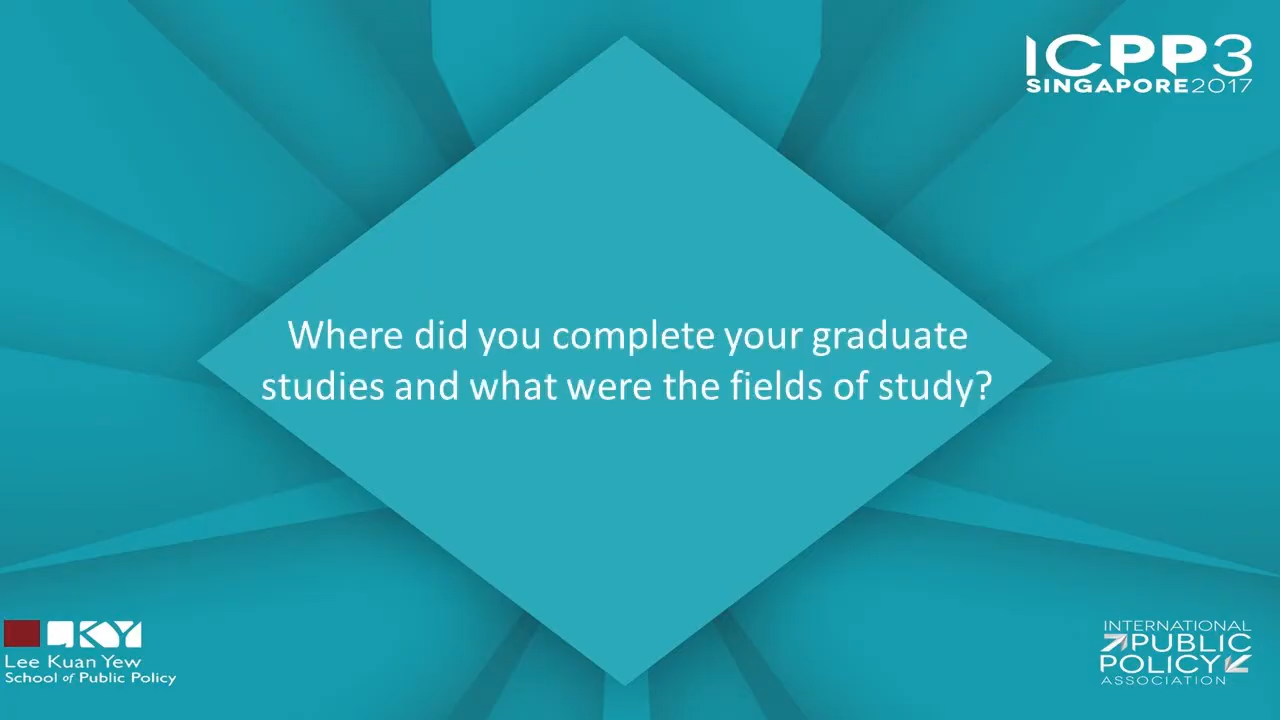 ICPP3
SINGAPORE2017
Where did you complete your graduate
studies and what were the fields of study?
LKY
Lee Kuan Yew
School of Public Policy
INTERNATIONAL
PUBLIC
POLICY
ASSOCIATION